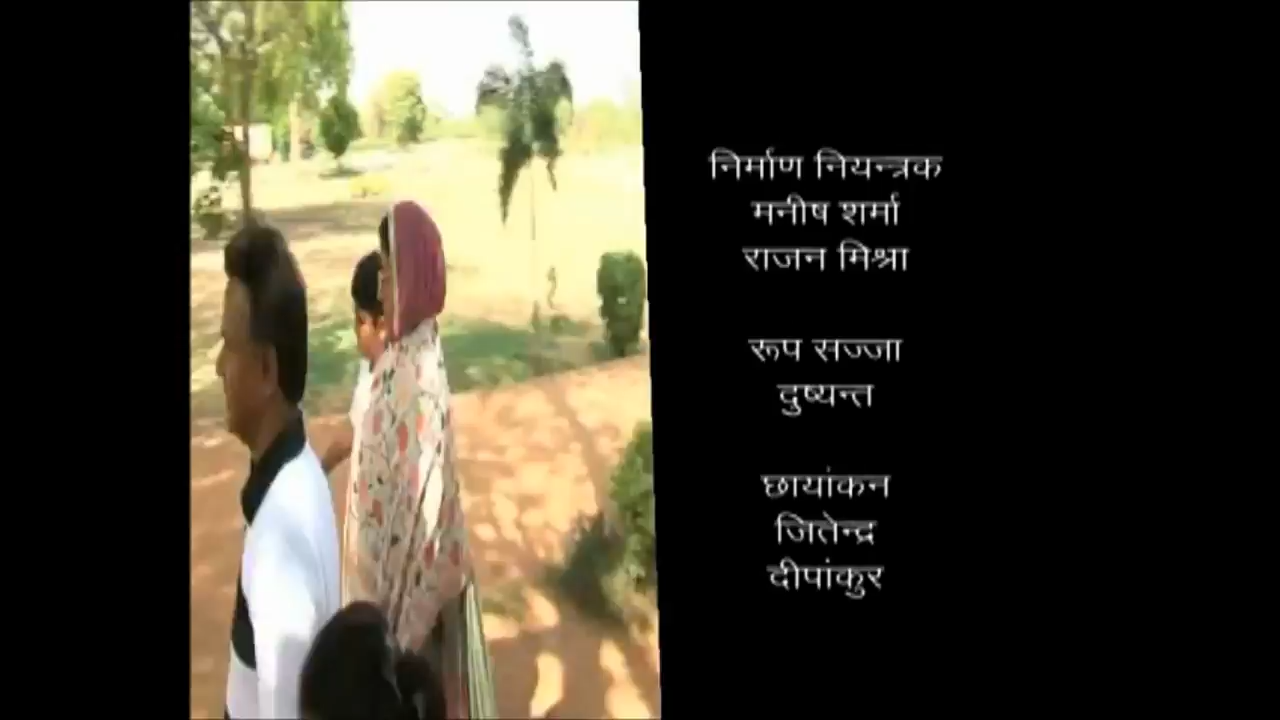 निर्माण नियन्त्रक
मनीष शर्मा
राजन मिश्रा
रूप सज्जा
दुष्यन्त
छायांकन
जितेन्द्र
दीपांकुर